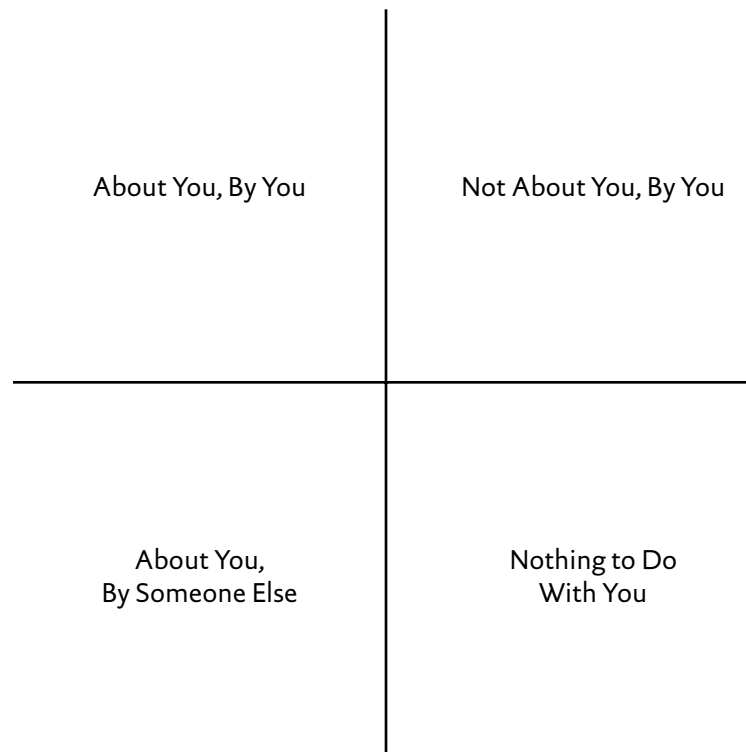 About You, By You
Not About You, By You
About You,
By Someone Else
Nothing to Do
With You